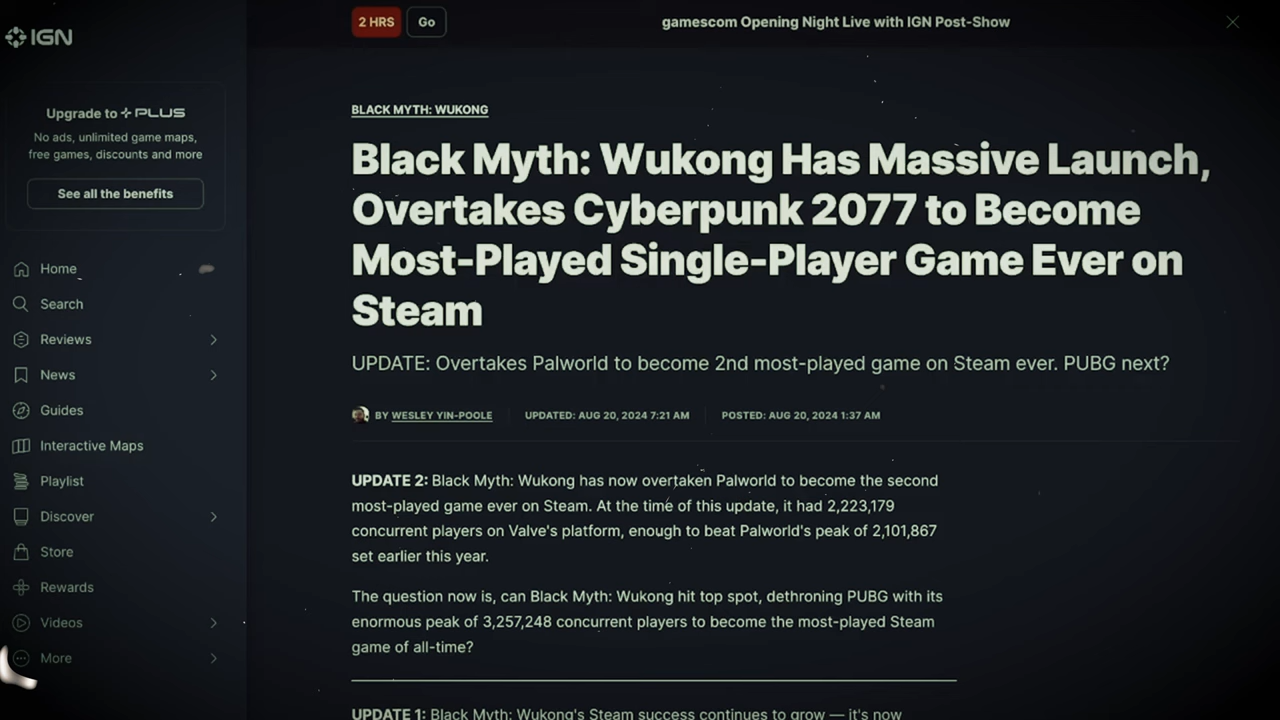 IGN
Upgrade to PLUS
No ads, unlimited game maps,
free games, discounts and more
See all the benefits
Home
Search
Reviews
News
Guides
Interactive Maps
Playlist
Discover
Store
Rewards
Videos
More
2 HRS
Go
gamescom Opening Night Live with IGN Post-Show
BLACK MYTH: WUKONG
Black Myth: Wukong Has Massive Launch,
Overtakes Cyberpunk 2077 to Become
Most-Played Single-Player Game Ever on
Steam
UPDATE: Overtakes Palworld to become 2nd most-played game on Steam ever. PUBG next?
BY WESLEY YIN-POOLE
UPDATED: AUG 20, 2024 7:21 AM
POSTED: AUG 20, 2024 1:37 AM
UPDATE 2: Black Myth: Wukong has now overtaken Palworld to become the second
most-played game ever on Steam. At the time of this update, it had 2,223,179
concurrent players on Valve's platform, enough to beat Palworld's peak of 2,101,867
set earlier this year.
The question now is, can Black Myth: Wukong hit top spot, dethroning PUBG with its
enormous peak of 3,257,248 concurrent players to become the most-played Steam
game of all-time?
UPDATE 1: Black Myth: Wukong's Steam success continues to grow — it's now